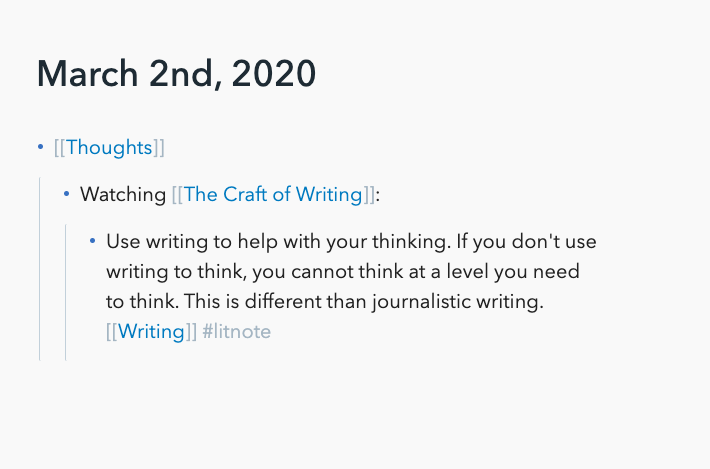 March 2nd, 2020
• [[Thoughts]]
• Watching [[The Craft of Writing]]:
• Use writing to help with your thinking. If you don't use
writing to think, you cannot think at a level you need
to think. This is different than journalistic writing.
[[Writing]] #litnote